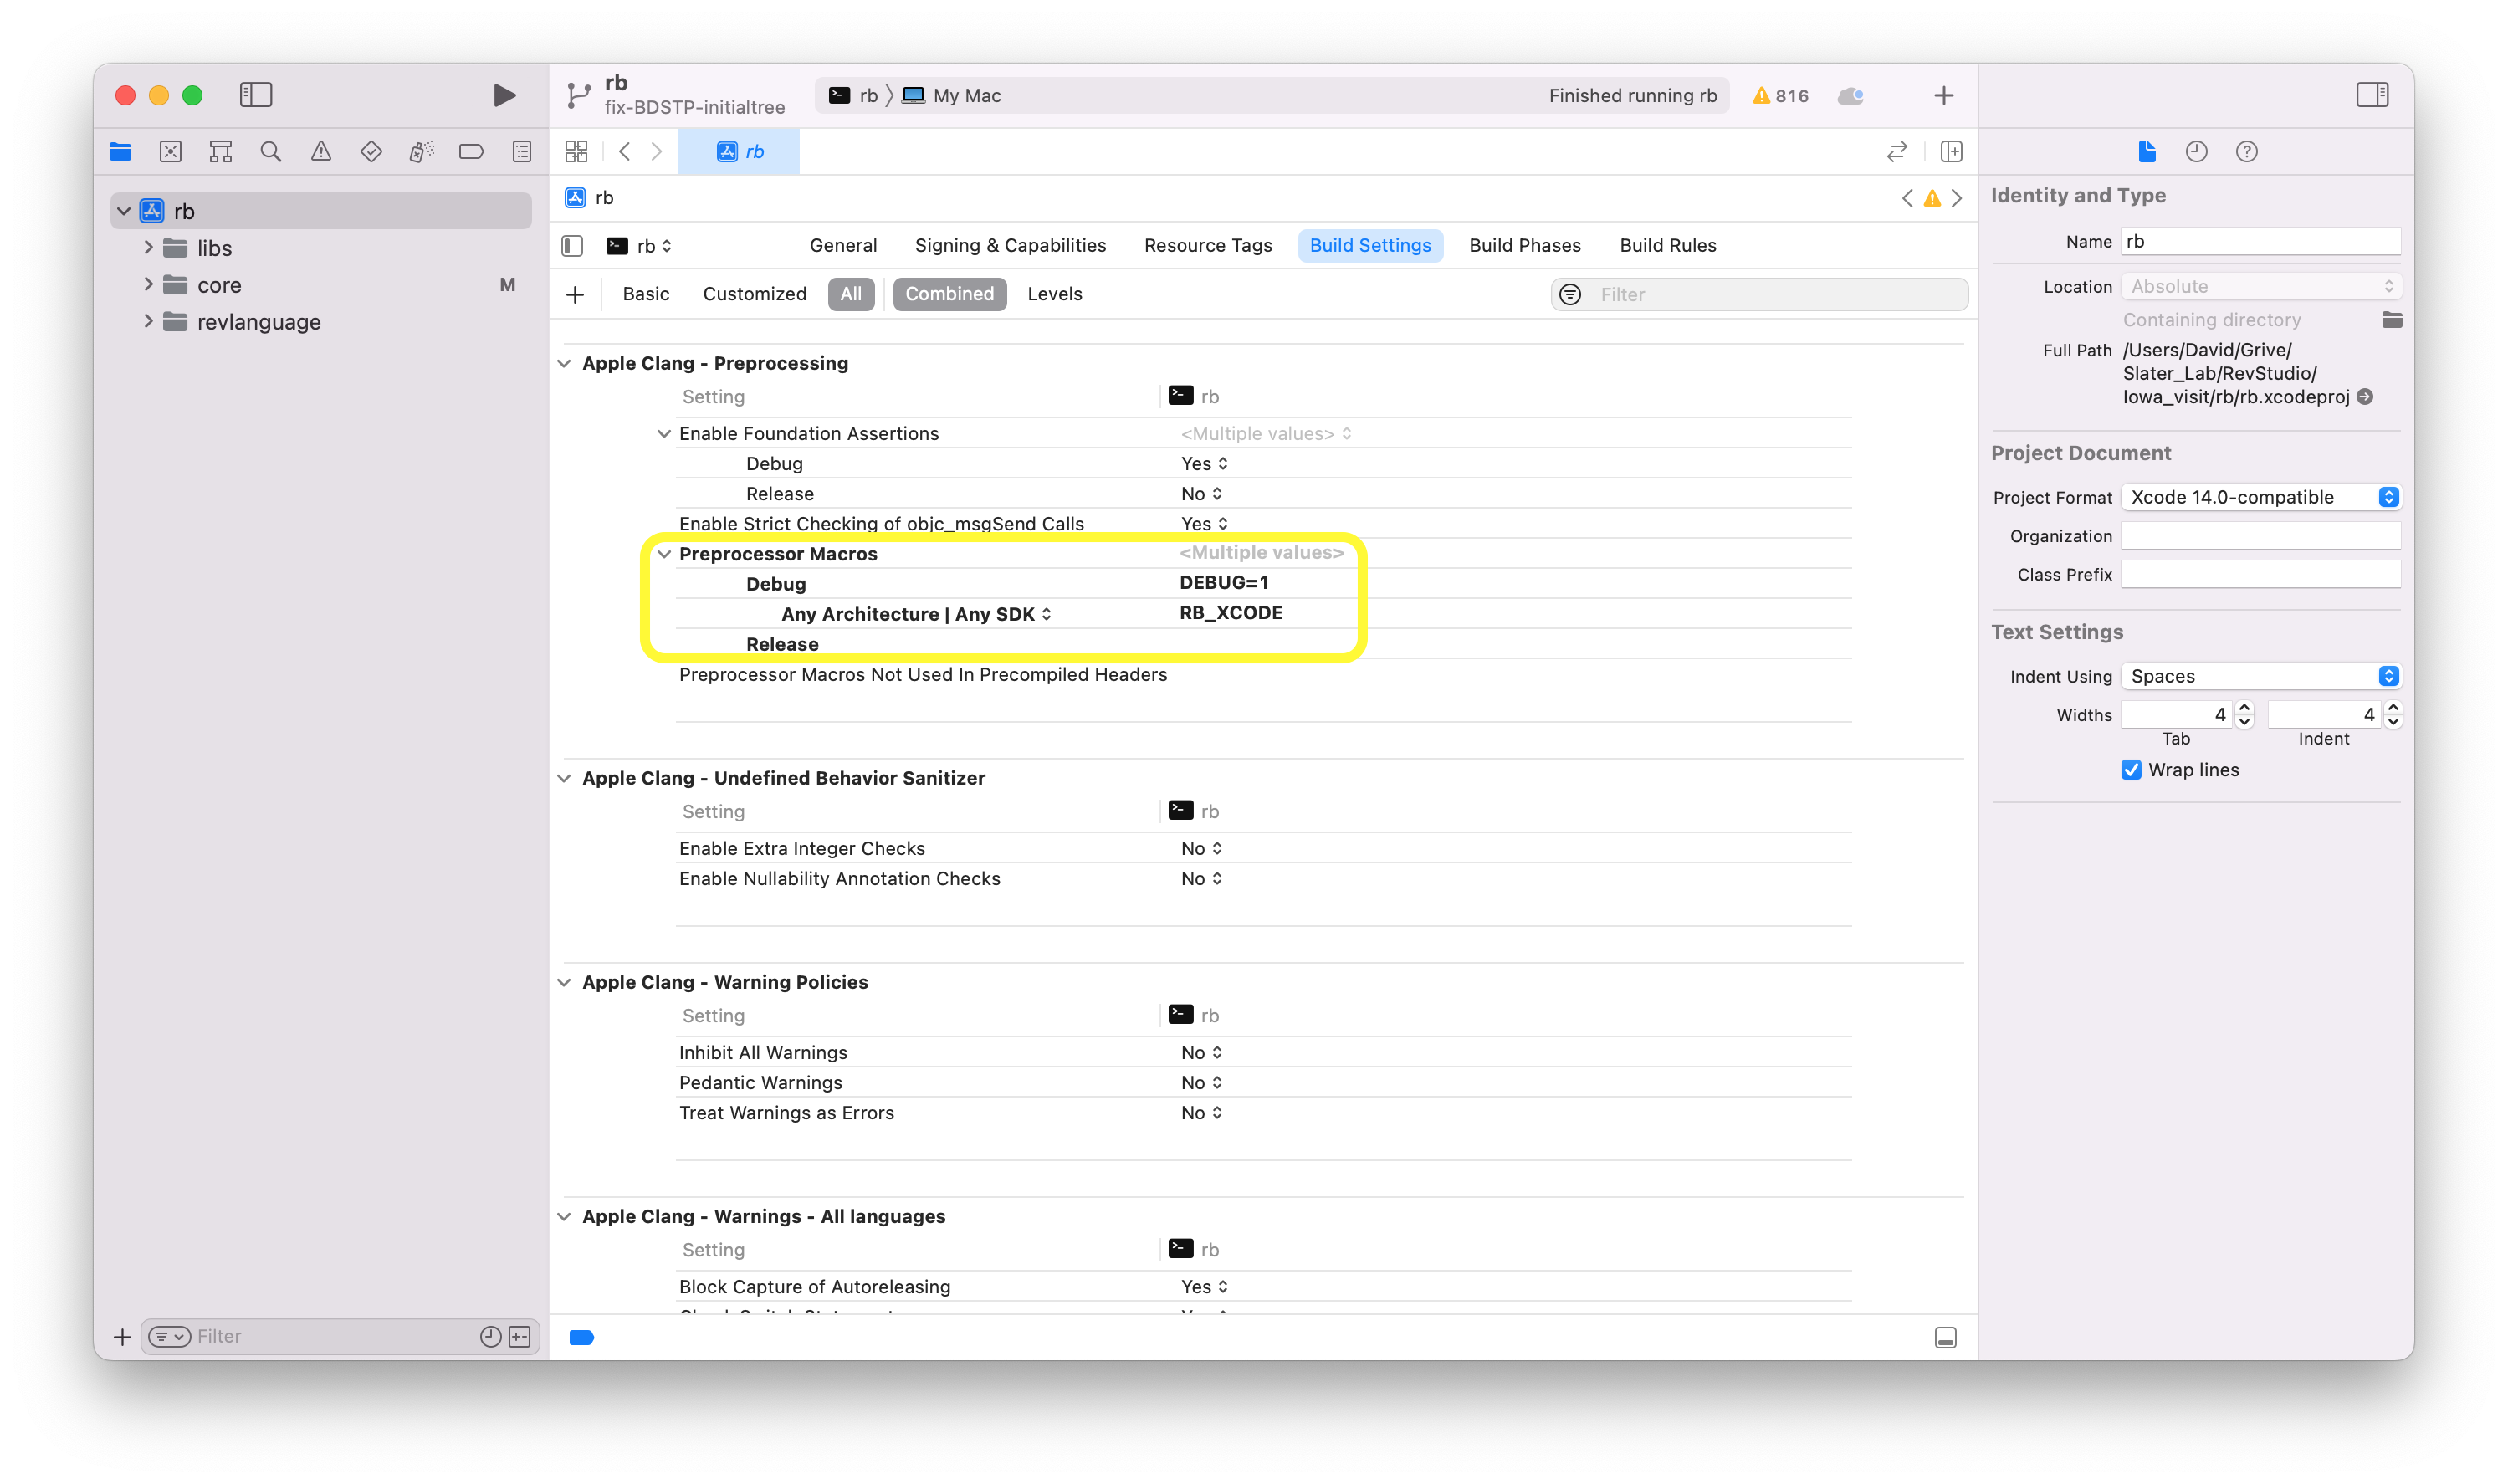 rb
fix-BDSTP-initialtree
rb
My Mac
Finished running rb
816
rb
rb
libs
core
M
revlanguage
Filter
rb
rb
General
Signing & Capabilities
Resource Tags
Build Settings
Build Phases
Build Rules
Basic
Customized
All
Combined
Levels
Filter
Apple Clang - Preprocessing
Setting
rb
Enable Foundation Assertions
<Multiple values>
Debug
Yes
Release
No
Enable Strict Checking of objc_msgSend Calls
Yes
Preprocessor Macros
<Multiple values>
Debug
DEBUG=1
Any Architecture | Any SDK
RB_XCODE
Release
Preprocessor Macros Not Used In Precompiled Headers
Apple Clang - Undefined Behavior Sanitizer
Setting
rb
Enable Extra Integer Checks
No
Enable Nullability Annotation Checks
No
Apple Clang - Warning Policies
Setting
rb
Inhibit All Warnings
No
Pedantic Warnings
No
Treat Warnings as Errors
No
Apple Clang - Warnings - All languages
Setting
rb
Block Capture of Autoreleasing
Yes
Identity and Type
Name
rb
Location
Absolute
Containing directory
Full Path
/Users/David/Grive/
Slater_Lab/RevStudio/
Iowa_visit/rb/rb.xcodeproj
Project Document
Project Format
Xcode 14.0-compatible
Organization
Class Prefix
Text Settings
Indent Using
Spaces
Widths
4
4
Tab
Indent
Wrap lines